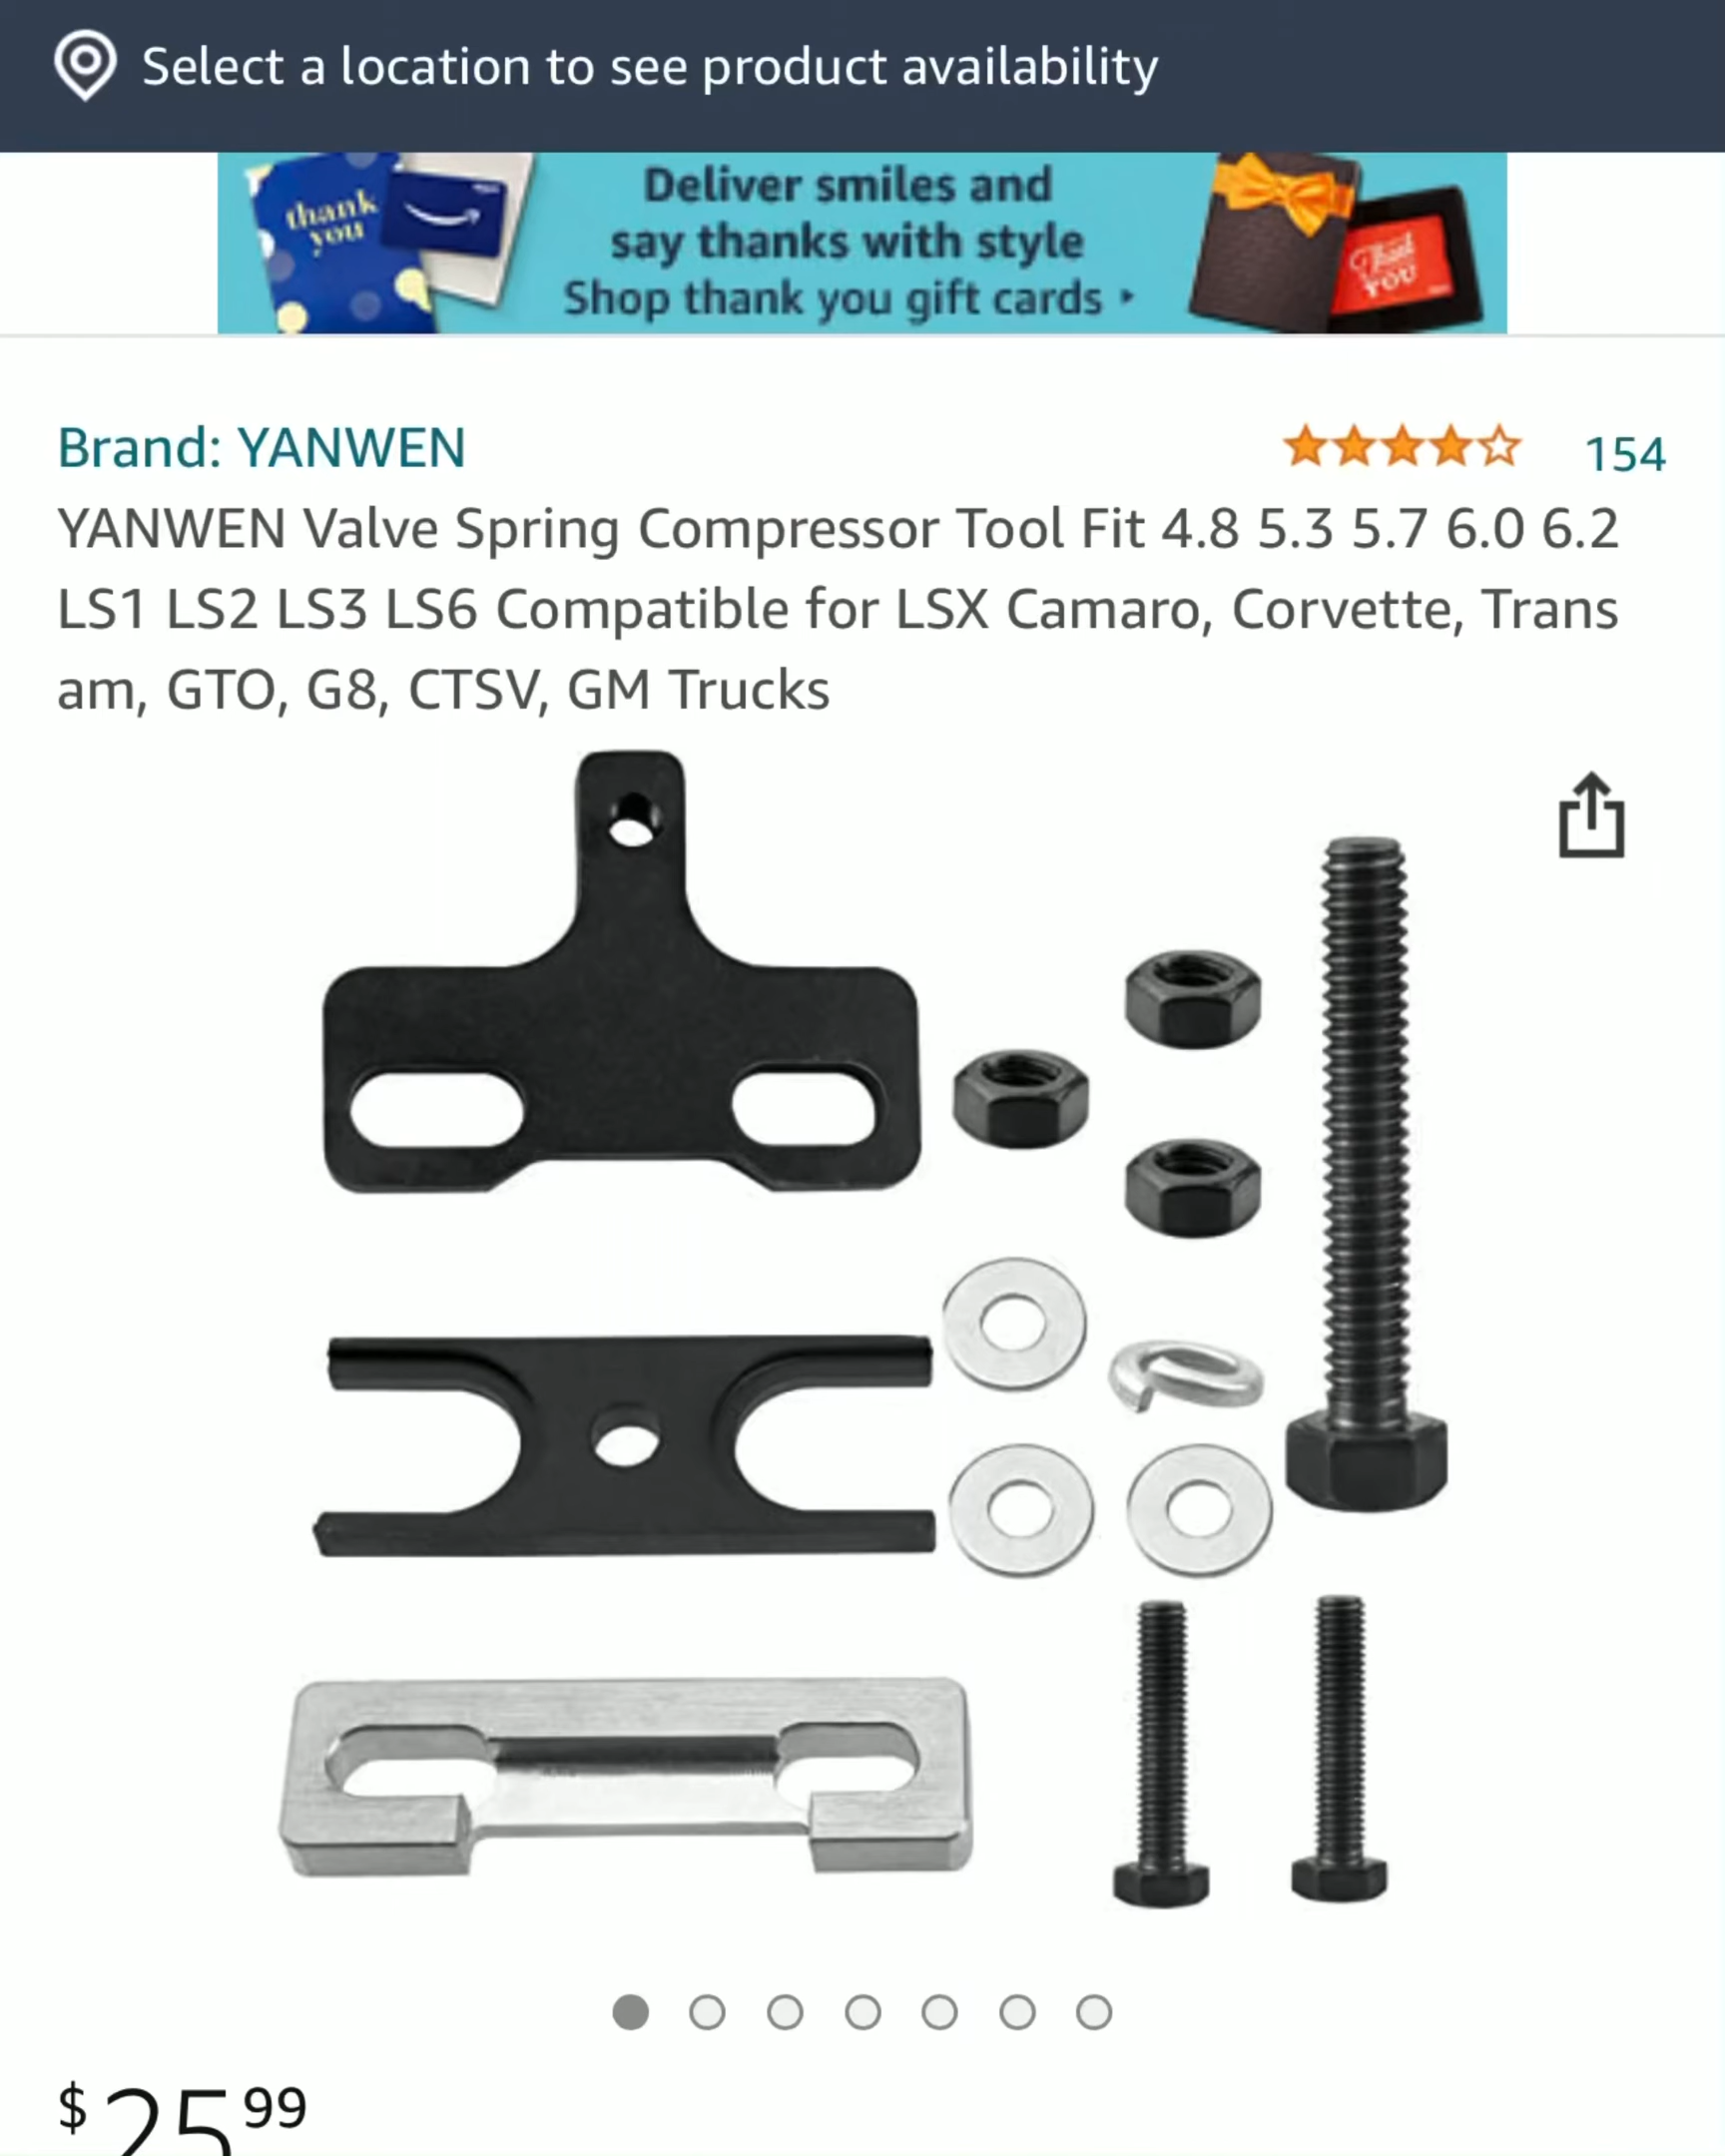 Select a location to see product availability
thank
you
Deliver smiles and
say thanks with style
Shop thank you gift cards ▸
Thank
YOU
Brand: YANWEN
154
YANWEN Valve Spring Compressor Tool Fit 4.8 5.3 5.7 6.0 6.2
LS1 LS2 LS3 LS6 Compatible for LSX Camaro, Corvette, Trans
am, GTO, G8, CTSV, GM Trucks
$25 99